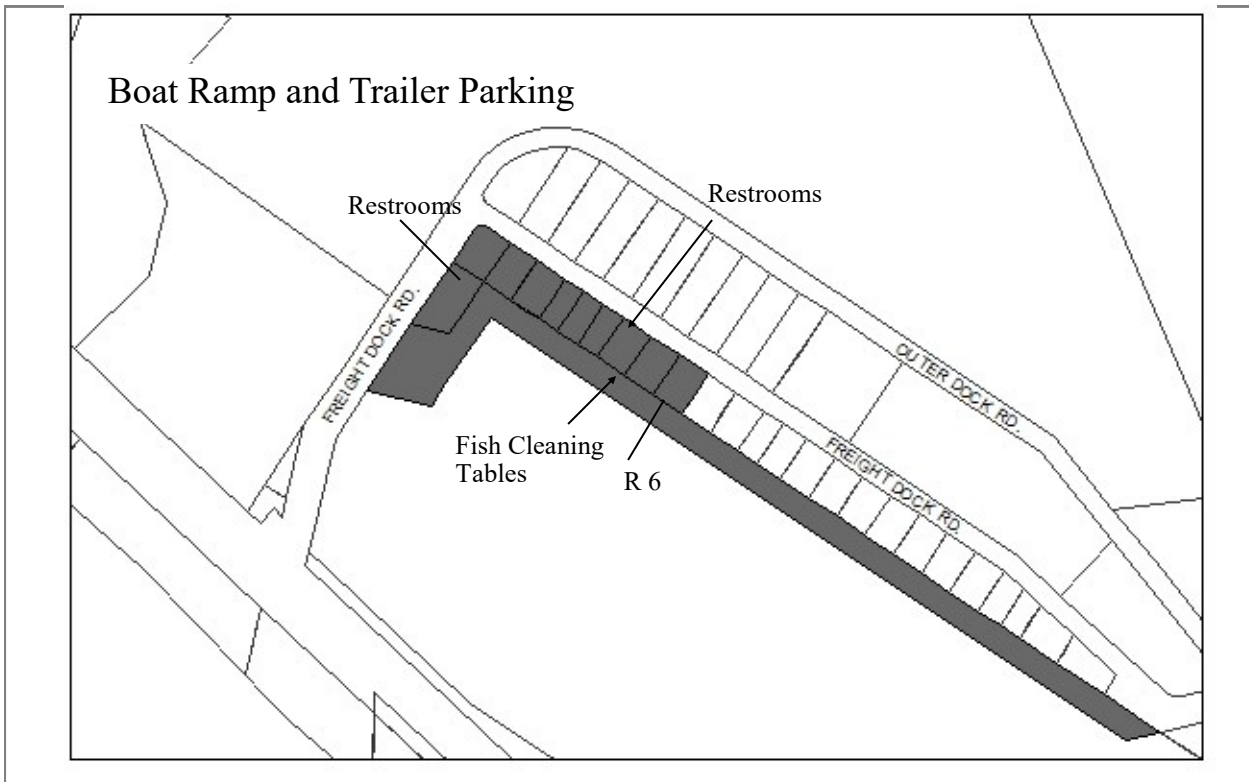 Boat Ramp and Trailer Parking
Restrooms
Restrooms
FREIGHT DOCK RD.
OUTER DOCK RD.
FREIGHT DOCK RD.
Fish Cleaning
Tables
R 6